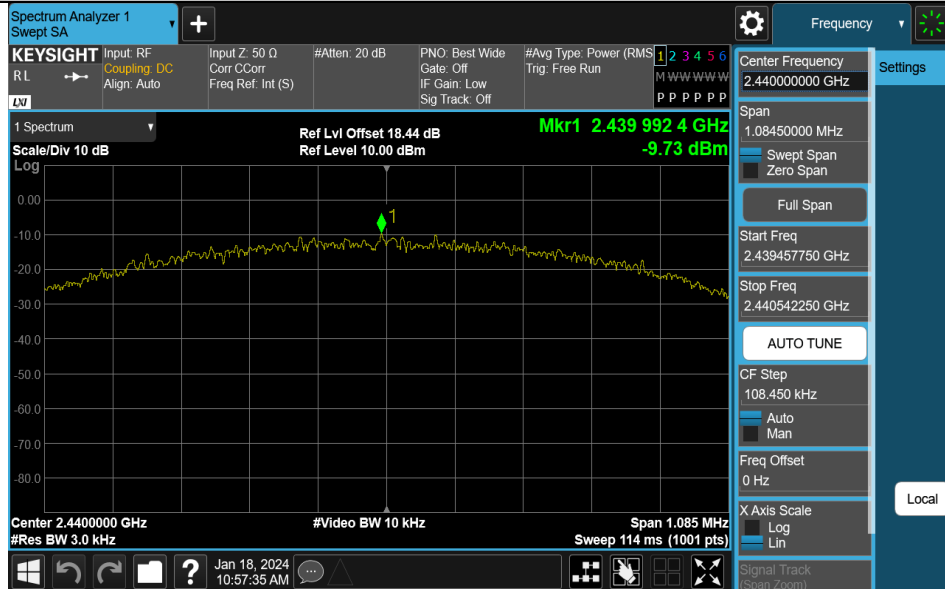 Spectrum Analyzer 1
Swept SA
+
Frequency
KEYSIGHT
RL
LXI
Input: RF
Coupling: DC
Align: Auto
Input Z: 50 Ω
Corr CCorr
Freq Ref: Int (S)
#Atten: 20 dB
PNO: Best Wide
Gate: Off
IF Gain: Low
Sig Track: Off
#Avg Type: Power (RMS
Trig: Free Run
1 2 3 4 5 6
M W W W W W
P P P P P P
1 Spectrum
Scale/Div 10 dB
Log
Ref Lvl Offset 18.44 dB
Ref Level 10.00 dBm
Mkr1 2.439 992 4 GHz
-9.73 dBm
1
0.00
-10.0
-20.0
-30.0
-40.0
-50.0
-60.0
-70.0
-80.0
Center 2.4400000 GHz
#Res BW 3.0 kHz
#Video BW 10 kHz
Span 1.085 MHz
Sweep 114 ms (1001 pts)
?
Jan 18, 2024
10:57:35 AM
Center Frequency
2.440000000 GHz
Span
1.08450000 MHz
Swept Span
Zero Span
Full Span
Start Freq
2.439457750 GHz
Stop Freq
2.440542250 GHz
AUTO TUNE
CF Step
108.450 kHz
Auto
Man
Freq Offset
0 Hz
X Axis Scale
Log
Lin
Signal Track
(Span Zoom)
Settings
Local